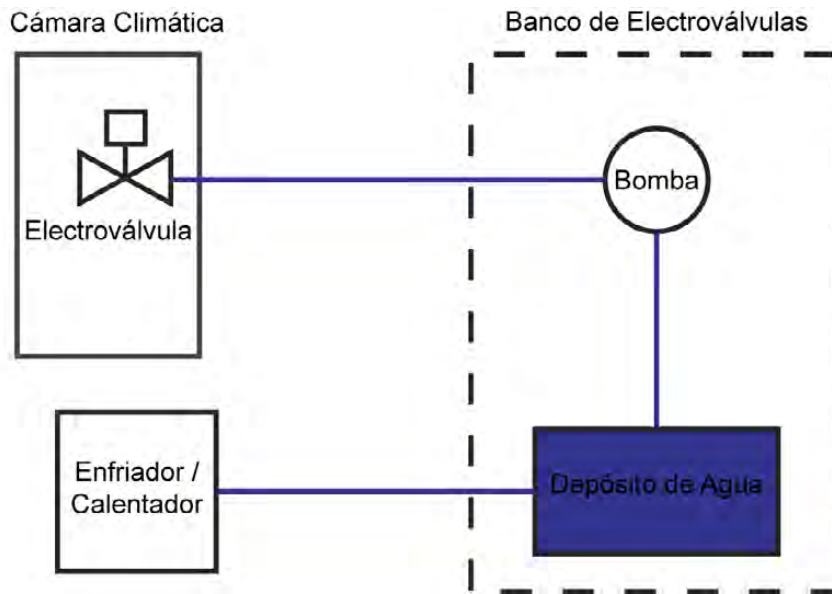 Cámara Climática
Banco de Electroválvulas
Bomba
Electroválvula
Enfriador /
Calentador
Depósito de Agua